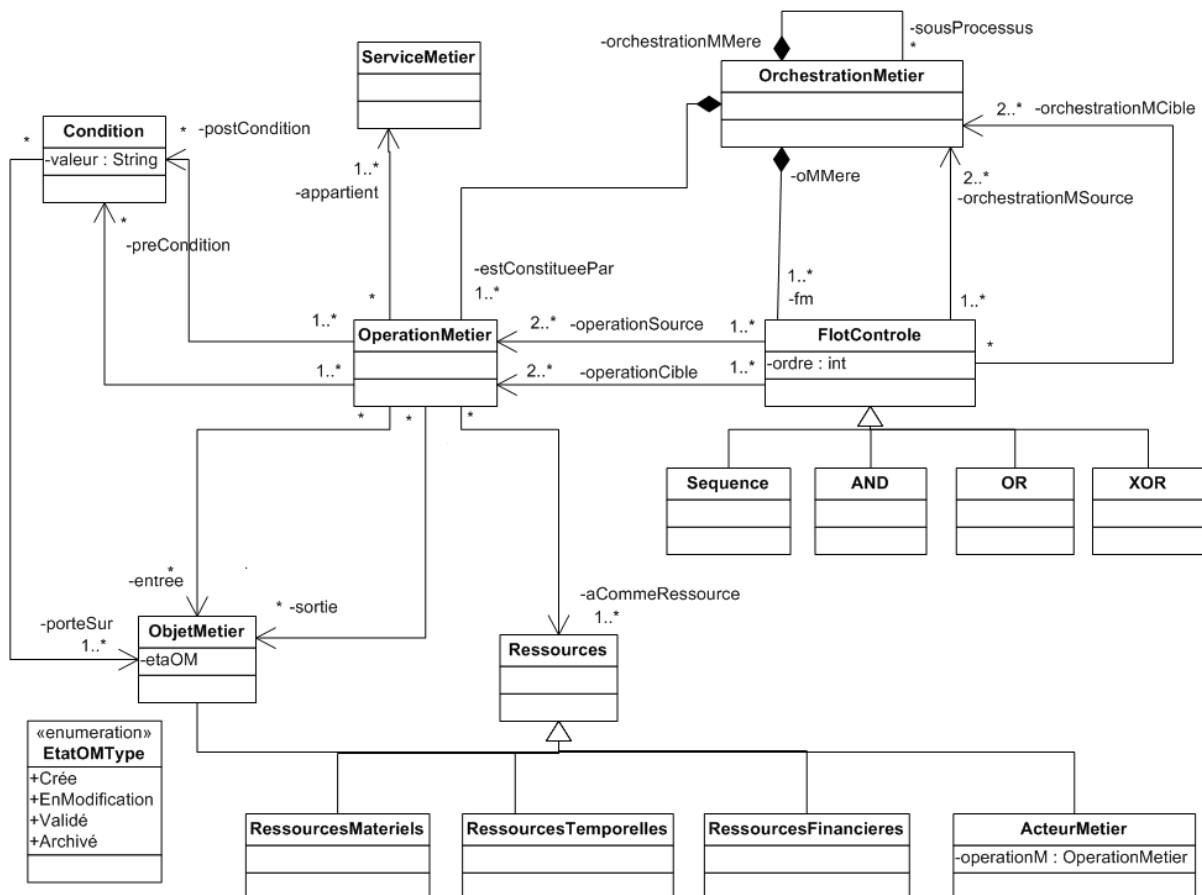 -sousProcessus
-orchestrationMMere
*
ServiceMetier
OrchestrationMetier
2..*
-orchestrationMCible
*
Condition
*
-postCondition
-valeur : String
1..*
-appartient
-oMMere
2..*
-orchestrationMSource
*
-preCondition
-estConstitueePar
1..*
1..*
-fm
*
1..*
1..*
OperationMetier
2..*
-operationSource
1..*
FlotControle
*
-ordre : int
1..*
2..*
-operationCible
1..*
*
*
*
Sequence
AND
OR
XOR
*
-entree
*
-sortie
-aCommeRessource
1..*
-porteSur
1..*
ObjetMetier
-etaOM
Ressources
«enumeration»
EtatOMType
+Crée
+EnModification
+Validé
+Archivé
RessourcesMateriels
RessourcesTemporelles
RessourcesFinancieres
ActeurMetier
-operationM : OperationMetier